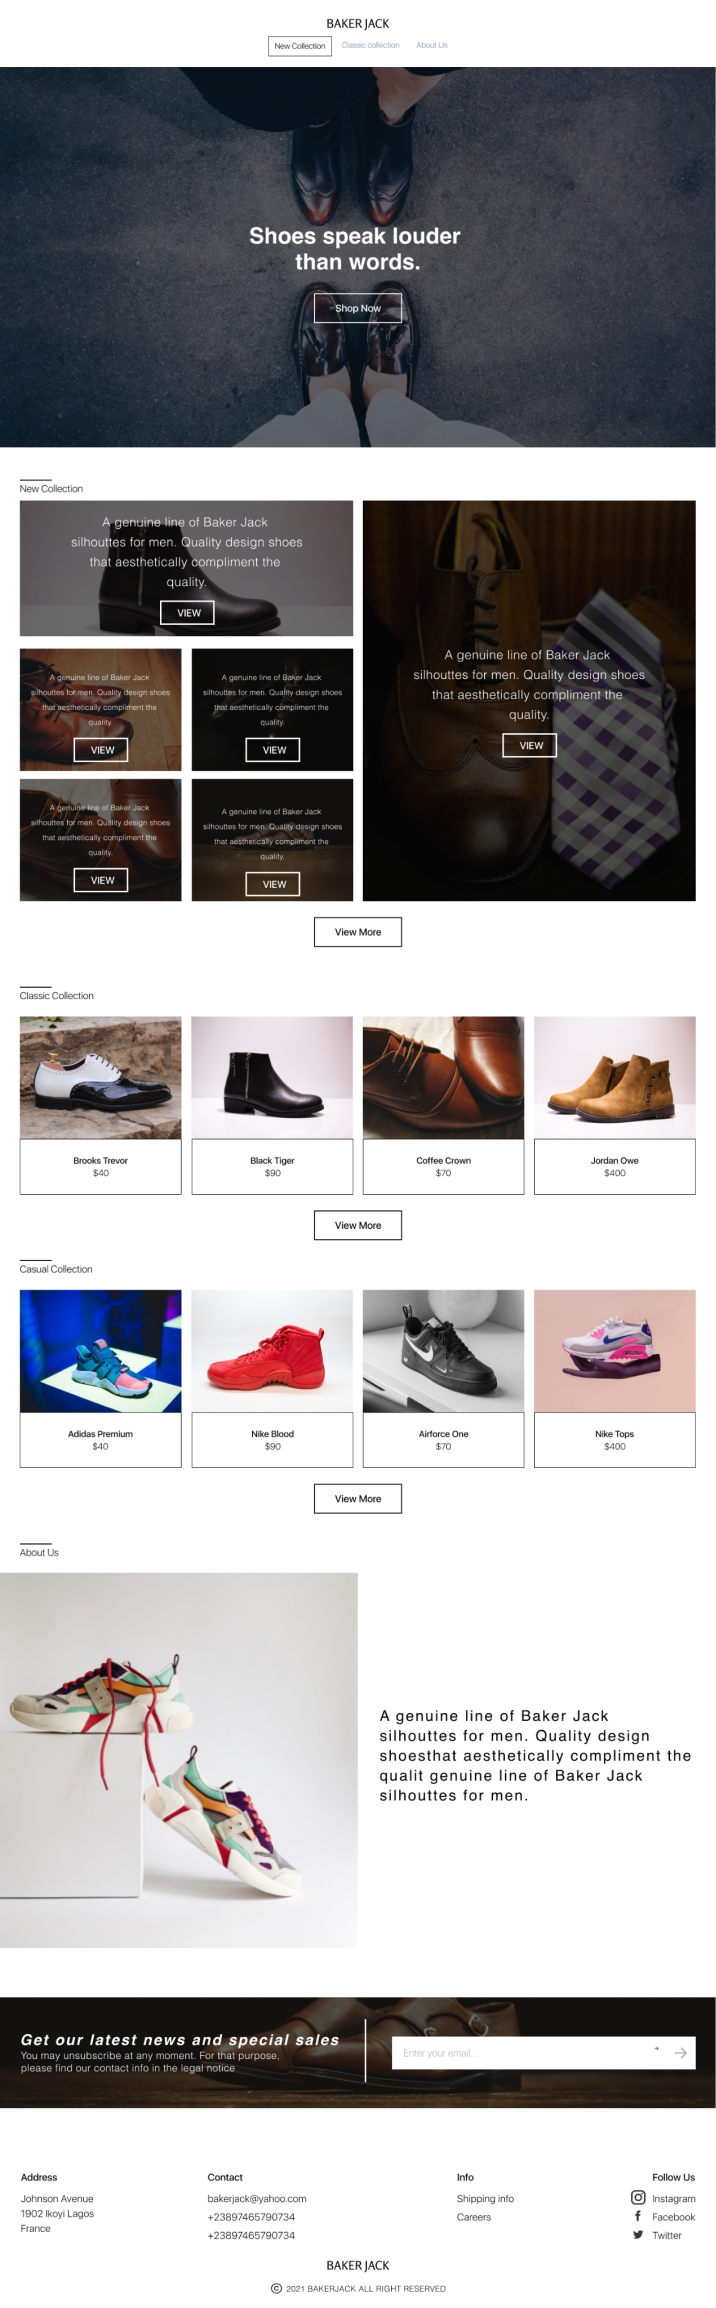 BAKER JACK
New Collection
Classic collection
About Us
Shoes speak louder
than words.
Shop Now
New Collection
A genuine line of Baker Jack
silhouttes for men. Quality design shoes
that aesthetically compliment the
quality.
VIEW
A genuine line of Baker Jack
silhouttes for men. Quality design shoes
that aesthetically compliment the
quality.
VIEW
A genuine line of Baker Jack
silhouttes for men. Quality design shoes
that aesthetically compliment the
quality.
VIEW
A genuine line of Baker Jack
silhouttes for men. Quality design shoes
that aesthetically compliment the
quality.
VIEW
A genuine line of Baker Jack
silhouttes for men. Quality design shoes
that aesthetically compliment the
quality.
VIEW
A genuine line of Baker Jack
silhouttes for men. Quality design shoes
that aesthetically compliment the
quality.
VIEW
View More
Classic Collection
Brooks Trevor
$40
Black Tiger
$90
Coffee Crown
$70
Jordan Owe
$400
View More
Casual Collection
Adidas Premium
$40
Nike Blood
$90
Airforce One
$70
Nike Tops
$400
View More
About Us
A genuine line of Baker Jack
silhouttes for men. Quality design
shoesthat aesthetically compliment the
qualit genuine line of Baker Jack
silhouttes for men.
Get our latest news and special sales
You may unsubscribe at any moment. For that purpose,
please find our contact info in the legal notice
Enter your email...
Address
Johnson Avenue
1902 Ikoyi Lagos
France
Contact
bakerjack@yahoo.com
+23897465790734
+23897465790734
Info
Shipping info
Careers
Follow Us
Instagram
Facebook
Twitter
BAKER JACK
© 2021 BAKERJACK ALL RIGHT RESERVED